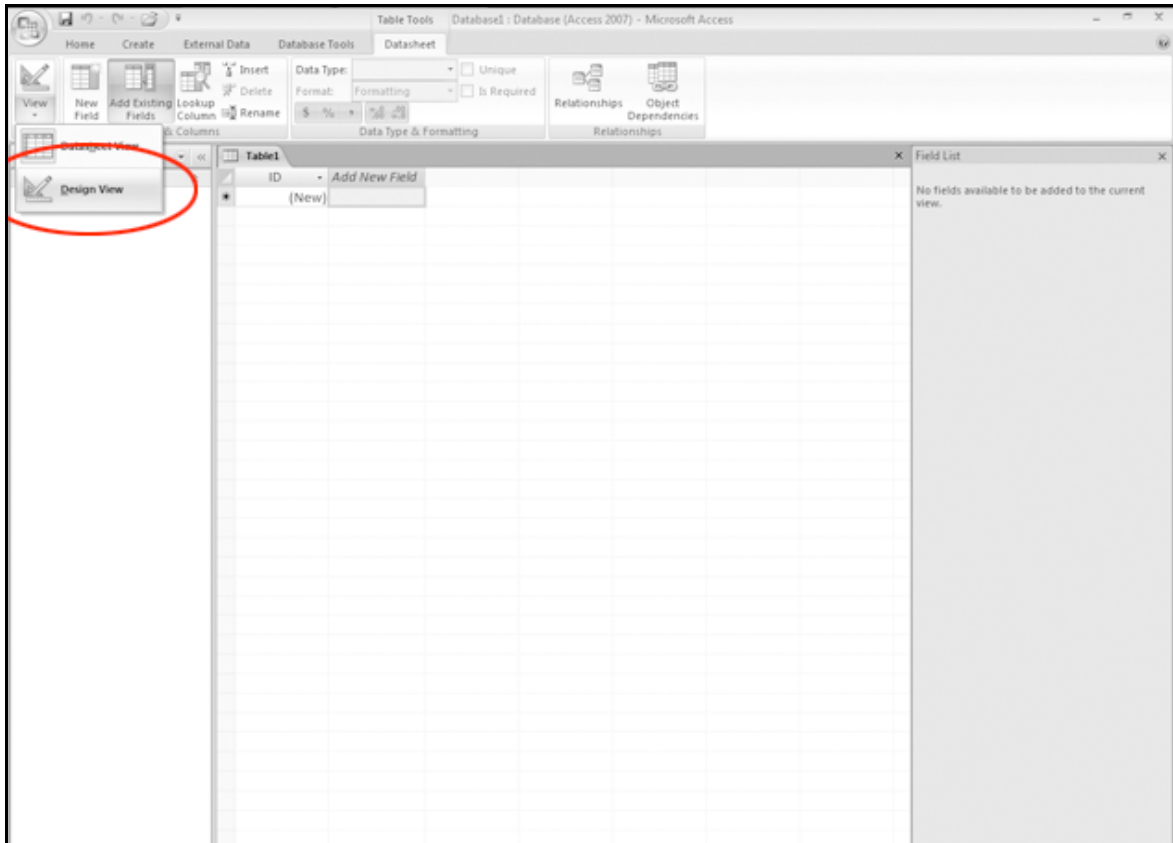 Table Tools Database1 : Database (Access 2007) - Microsoft Access
Home Create External Data Database Tools Datasheet
View
New Field
Add Existing Fields
Lookup Column
Insert
Delete
Rename
& Columns
Data Type:
Format: Formatting
$ % ,
Unique
Is Required
Data Type & Formatting
Relationships
Object Dependencies
Relationships
Datasheet View
Design View
Table1
ID Add New Field
(New)
Field List
No fields available to be added to the current
view.